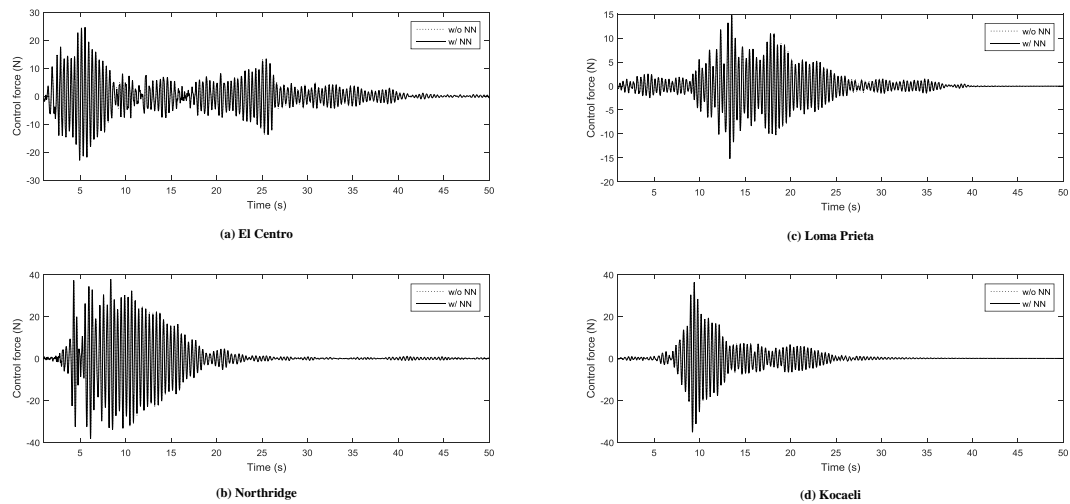 30
20
10
0
-10
-20
-30
Control force (N)
w/o NN
w/ NN
5 10 15 20 25 30 35 40 45 50
Time (s)
(a) El Centro
15
10
5
0
-5
-10
-15
-20
Control force (N)
w/o NN
w/ NN
5 10 15 20 25 30 35 40 45 50
Time (s)
(c) Loma Prieta
40
20
0
-20
-40
Control force (N)
w/o NN
w/ NN
5 10 15 20 25 30 35 40 45 50
Time (s)
(b) Northridge
40
20
0
-20
-40
Control force (N)
w/o NN
w/ NN
5 10 15 20 25 30 35 40 45 50
Time (s)
(d) Kocaeli